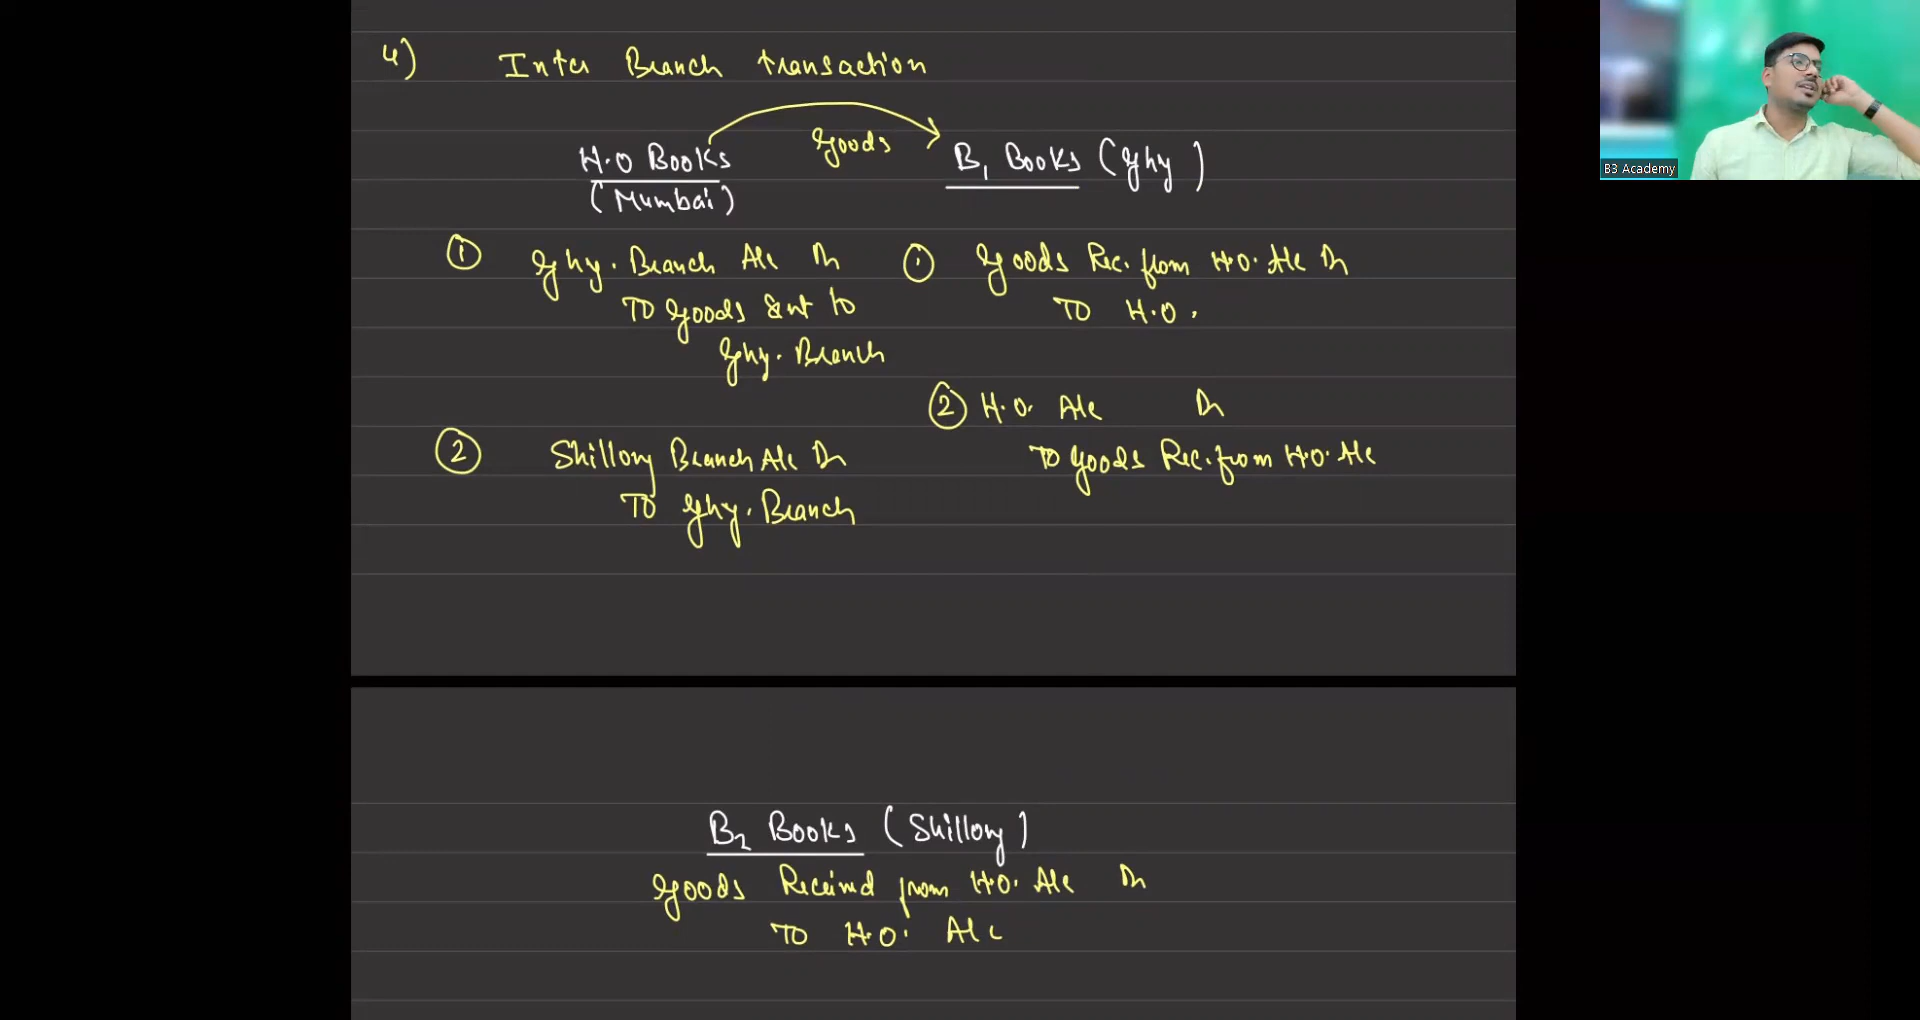 4) Inter Branch transaction
H.O Books
(Mumbai)
goods
B1 Books (Ghy)
① Ghy. Branch A/c Dr
To goods sent to
Ghy. Branch
① Goods Rec. from H.O. A/c Dr
To H.O.
② H.O. A/c Dr
To goods Rec. from H.O. A/c
② Shillong Branch A/c Dr
To Ghy. Branch
B2 Books (Shillong)
Goods Received from H.O. A/c Dr
To H.O. A/c
B3 Academy